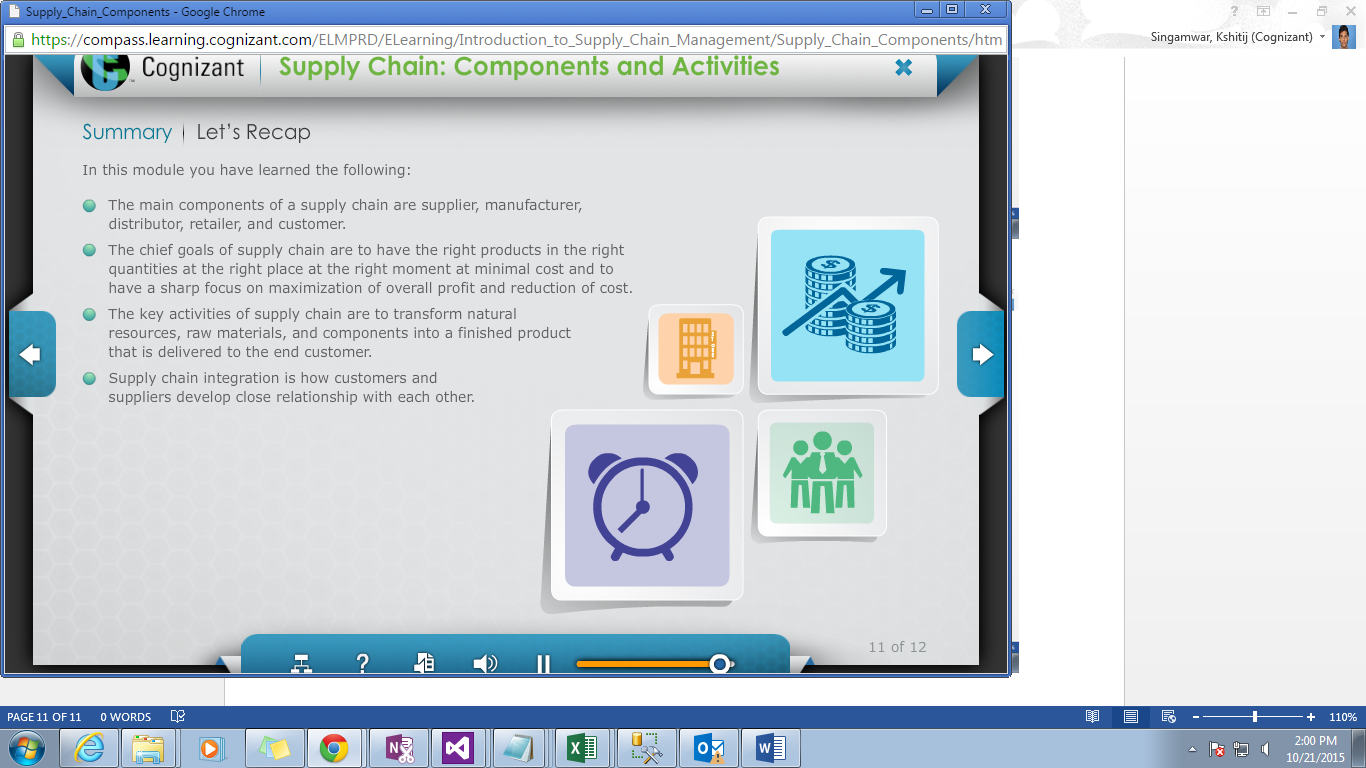 Supply_Chain_Components - Google Chrome
https://compass.learning.cognizant.com/ELMPRD/ELearning/Introduction_to_Supply_Chain_Management/Supply_Chain_Components/htm
Singamwar, Kshitij (Cognizant)
Cognizant
Supply Chain: Components and Activities
Summary | Let's Recap
In this module you have learned the following:
The main components of a supply chain are supplier, manufacturer,
distributor, retailer, and customer.
The chief goals of supply chain are to have the right products in the right
quantities at the right place at the right moment at minimal cost and to
have a sharp focus on maximization of overall profit and reduction of cost.
The key activities of supply chain are to transform natural
resources, raw materials, and components into a finished product
that is delivered to the end customer.
Supply chain integration is how customers and
suppliers develop close relationship with each other.
11 of 12
PAGE 11 OF 11 0 WORDS
110%
2:00 PM
10/21/2015